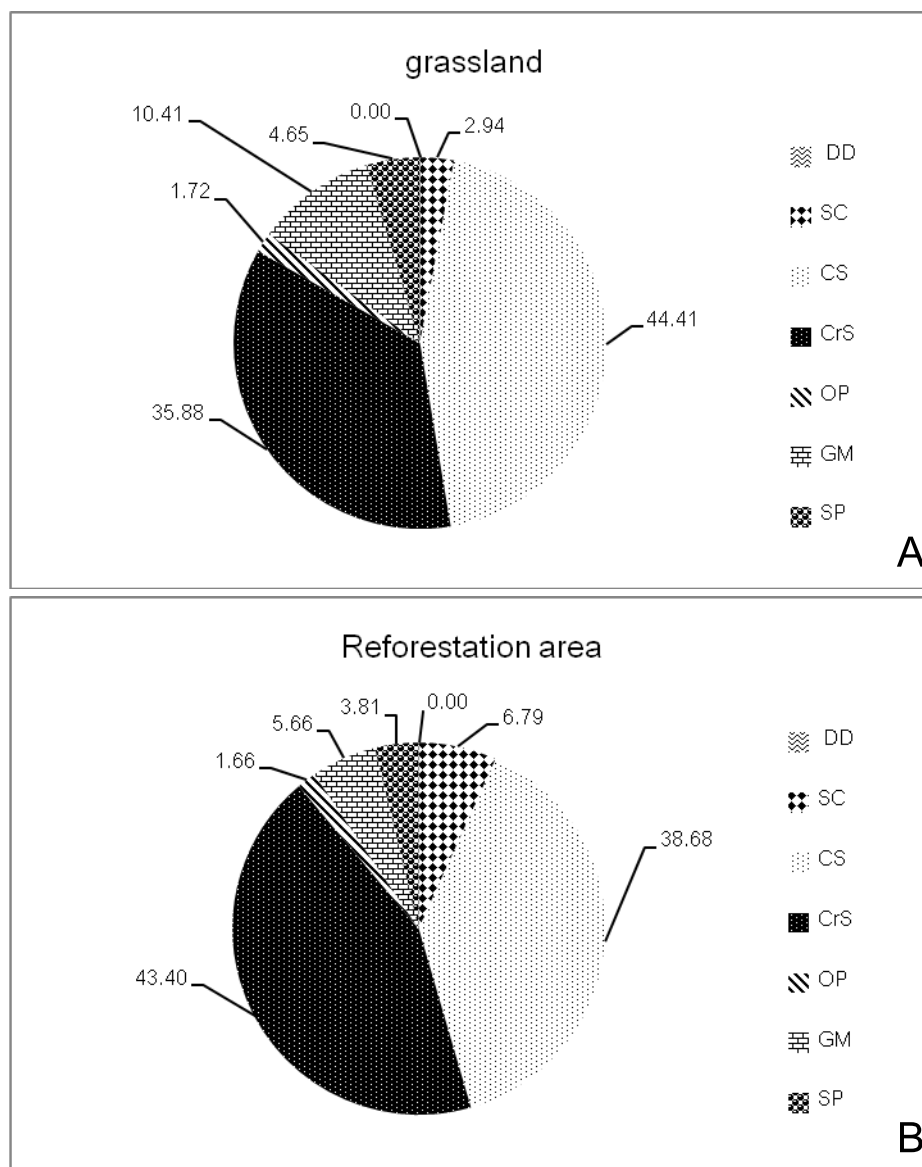 grassland
0.00
2.94
10.41
4.65
1.72
44.41
35.88
DD
SC
CS
CrS
OP
GM
SP
A
Reforestation area
0.00
3.81
6.79
5.66
1.66
38.68
43.40
DD
SC
CS
CrS
OP
GM
SP
B